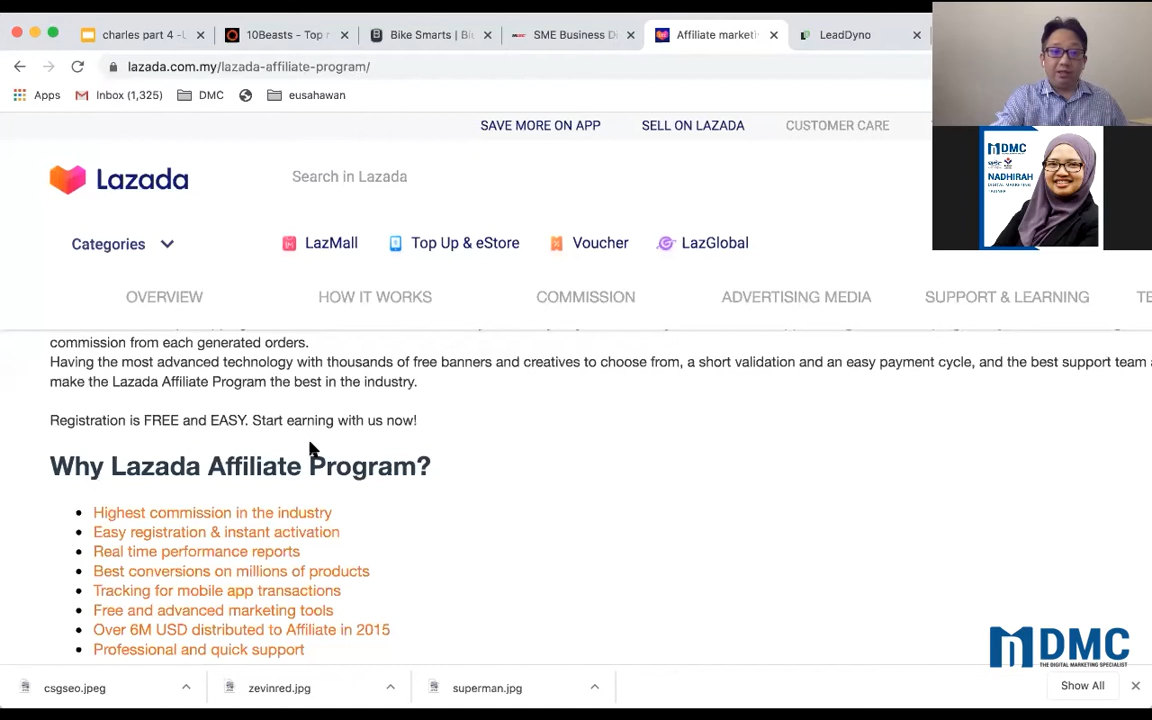 charles part 4 -
10Beasts - Top
Bike Smarts |
SME Business
Affiliate marketi
LeadDyno
lazada.com.my/lazada-affiliate-program/
Apps
Inbox (1,325)
DMC
eusahawan
SAVE MORE ON APP
SELL ON LAZADA
CUSTOMER CARE
DMC
NADHIRAH
DIGITAL MARKETING
Lazada
Search in Lazada
Categories
LazMall
Top Up & eStore
Voucher
LazGlobal
OVERVIEW
HOW IT WORKS
COMMISSION
ADVERTISING MEDIA
SUPPORT & LEARNING
TE
commission from each generated orders.
Having the most advanced technology with thousands of free banners and creatives to choose from, a short validation and an easy payment cycle, and the best support team
make the Lazada Affiliate Program the best in the industry.
Registration is FREE and EASY. Start earning with us now!
Why Lazada Affiliate Program?
Highest commission in the industry
Easy registration & instant activation
Real time performance reports
Best conversions on millions of products
Tracking for mobile app transactions
Free and advanced marketing tools
Over 6M USD distributed to Affiliate in 2015
Professional and quick support
DMC
THE DIGITAL MARKETING SPECIALIST
csgseo.jpeg
zevinred.jpg
superman.jpg
Show All